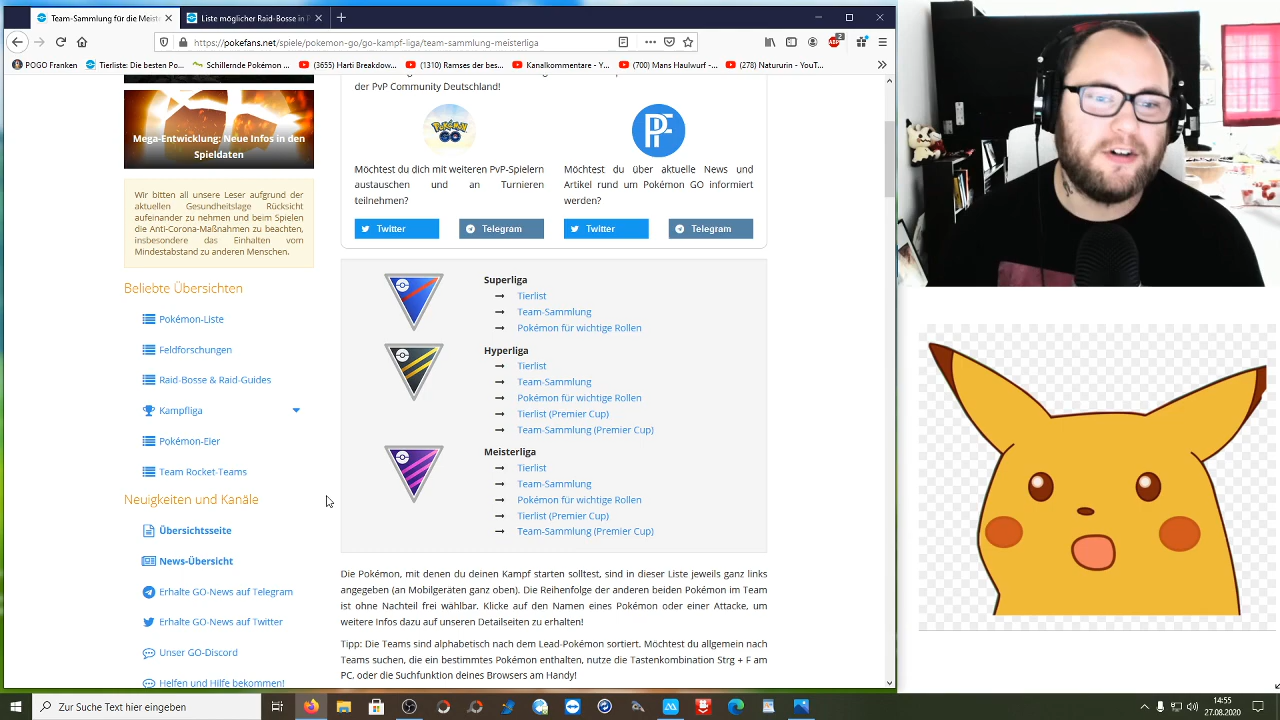 Team-Sammlung für die Meiste
Liste möglicher Raid-Bosse in P
https://pokefans.net/spiele/pokemon-go/go-kampf-liga/team-sammlung-meisterliga
POGO Franken
Tierliste: Die besten Po...
Schillernde Pokémon ...
(3655) Harti Breakdow...
(1310) Ramses der bes...
Kanalkommentare - Y...
(700) Mans Haulwurf -...
(278) Natururin - YouT...
der PvP Community Deutschland!
Mega-Entwicklung: Neue Infos in den
Spieldaten
Möchtest du dich mit weiteren PvP-Spielern
austauschen und an Turnieren
teilnehmen?
Möchtest du über aktuelle News und
Artikel rund um Pokémon GO informiert
werden?
Twitter
Telegram
Twitter
Telegram
Wir bitten all unsere Leser aufgrund der
aktuellen Gesundheitslage Rücksicht
aufeinander zu nehmen und beim Spielen
die Anti-Corona-Maßnahmen zu beachten,
insbesondere das Einhalten vom
Mindestabstand zu anderen Menschen.
Beliebte Übersichten
Pokémon-Liste
Feldforschungen
Raid-Bosse & Raid-Guides
Kampfliga
Pokémon-Eier
Team Rocket-Teams
Neuigkeiten und Kanäle
Übersichtsseite
News-Übersicht
Erhalte GO-News auf Telegram
Erhalte GO-News auf Twitter
Unser GO-Discord
Helfen und Hilfe bekommen!
Superliga
Tierlist
Team-Sammlung
Pokémon für wichtige Rollen
Hyperliga
Tierlist
Team-Sammlung
Pokémon für wichtige Rollen
Tierlist (Premier Cup)
Team-Sammlung (Premier Cup)
Meisterliga
Tierlist
Team-Sammlung
Pokémon für wichtige Rollen
Tierlist (Premier Cup)
Team-Sammlung (Premier Cup)
Die Pokémon, mit denen du deinen Kampf starten solltest, sind in dieser Liste jeweils ganz links
angegeben (an Mobilgeräten ganz oben). Die Reihenfolge der anderen beiden Pokémon im Team
ist ohne Nachteil frei wählbar. Klicke auf den Namen eines Pokémon oder einer Attacke, um
weitere Infos dazu auf unseren Detailseiten zu erhalten!
Tipp: Die Teams sind alphabetisch nach dem Lead-Pokémon sortiert. Möchtest du allgemein nach
Teams suchen, die ein bestimmtes Pokémon enthalten, nutze die Tastenkombination Strg + F am
PC, oder die Suchfunktion deines Browsers am Handy!
Zur Suche Text hier eingeben
14:55
27.08.2020